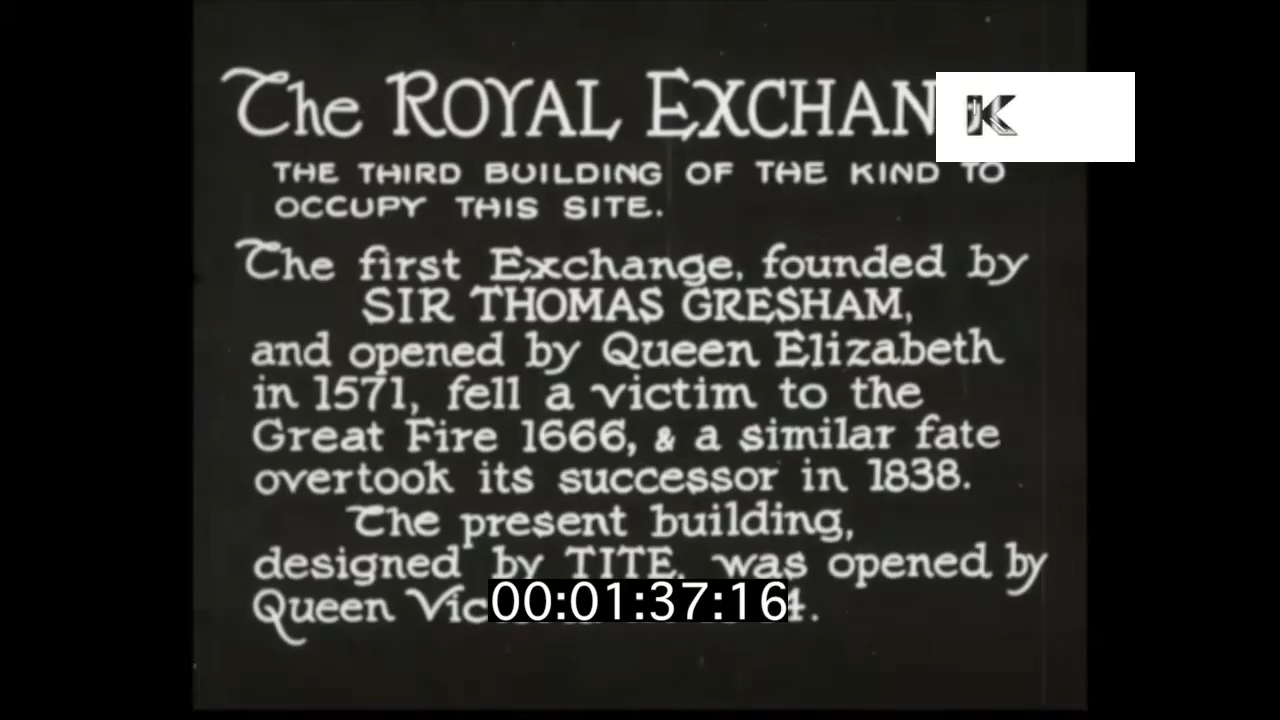 The ROYAL EXCHAN
K
THE THIRD BUILDING OF THE KIND TO
OCCUPY THIS SITE.
The first Exchange, founded by
SIR THOMAS GRESHAM,
and opened by Queen Elizabeth
in 1571, fell a victim to the
Great Fire 1666, & a similar fate
overtook its successor in 1838.
The present building,
designed by TITE, was opened by
Queen Vic 4.
00:01:37:16